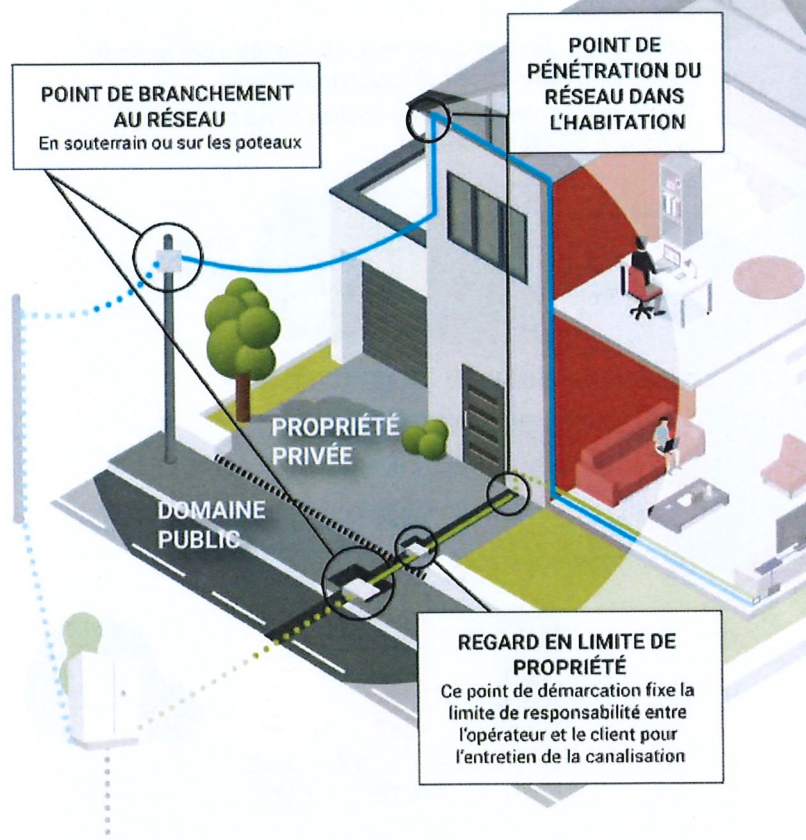 POINT DE BRANCHEMENT
AU RÉSEAU
En souterrain ou sur les poteaux
POINT DE
PÉNÉTRATION DU
RÉSEAU DANS
L'HABITATION
PROPRIÉTÉ
PRIVÉE
DOMAINE
PUBLIC
REGARD EN LIMITE DE
PROPRIÉTÉ
Ce point de démarcation fixe la
limite de responsabilité entre
l'opérateur et le client pour
l'entretien de la canalisation